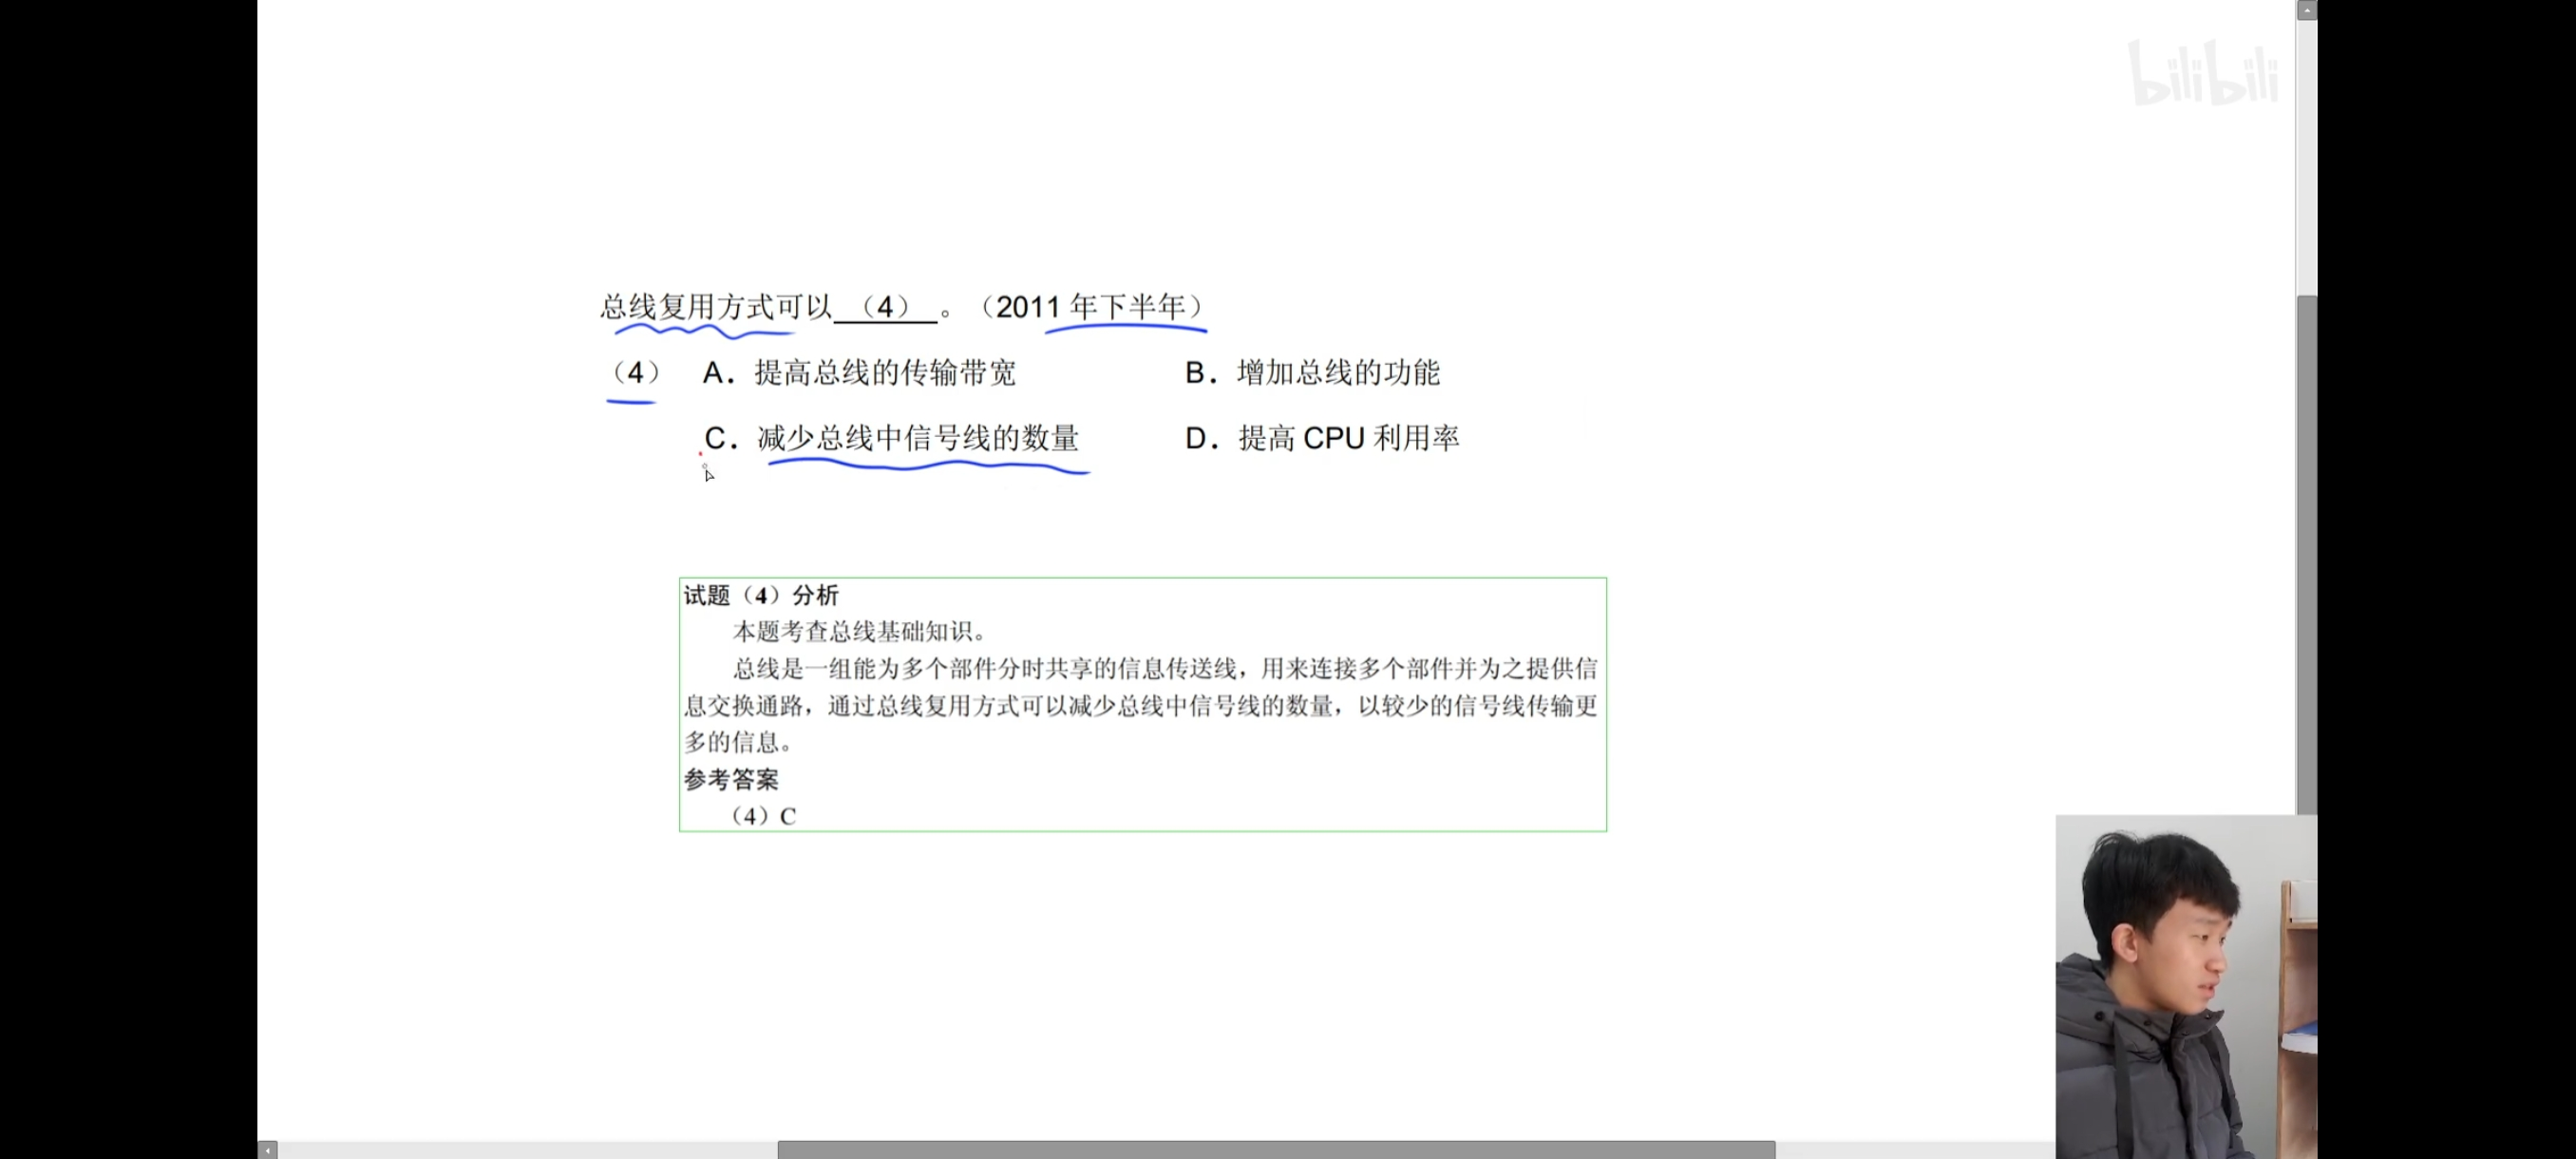 bilibili
总线复用方式可以 （4） 。（2011 年下半年）
（4） A．提高总线的传输带宽 B．增加总线的功能
C．减少总线中信号线的数量 D．提高 CPU 利用率
试题（4）分析
本题考查总线基础知识。
总线是一组能为多个部件分时共享的信息传送线，用来连接多个部件并为之提供信
息交换通路，通过总线复用方式可以减少总线中信号线的数量，以较少的信号线传输更
多的信息。
参考答案
（4）C